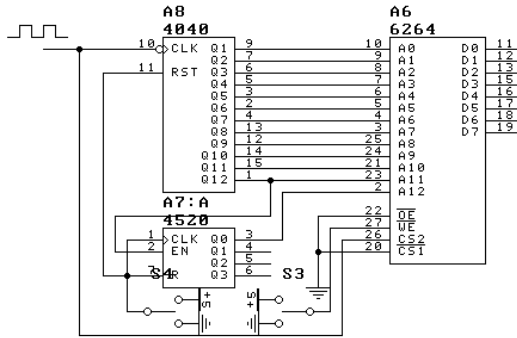 A8
4040
A6
6264
10 CLK Q1 9 10 A0 D0 11
Q2 7 9 A1 D1 12
11 RST Q3 6 8 A2 D2 13
Q4 5 7 A3 D3 15
Q5 3 6 A4 D4 16
Q6 2 5 A5 D5 17
Q7 4 4 A6 D6 18
Q8 13 3 A7 D7 19
Q9 12 25 A8
Q10 14 24 A9
Q11 15 21 A10
Q12 1 23 A11
2 A12
A7:A
4520
22 OE
27 WE
26 CS2
20 CS1
1 CLK Q0 3
2 EN Q1 4
Q2 5
7 R Q3 6
S4
S3
+5
+5